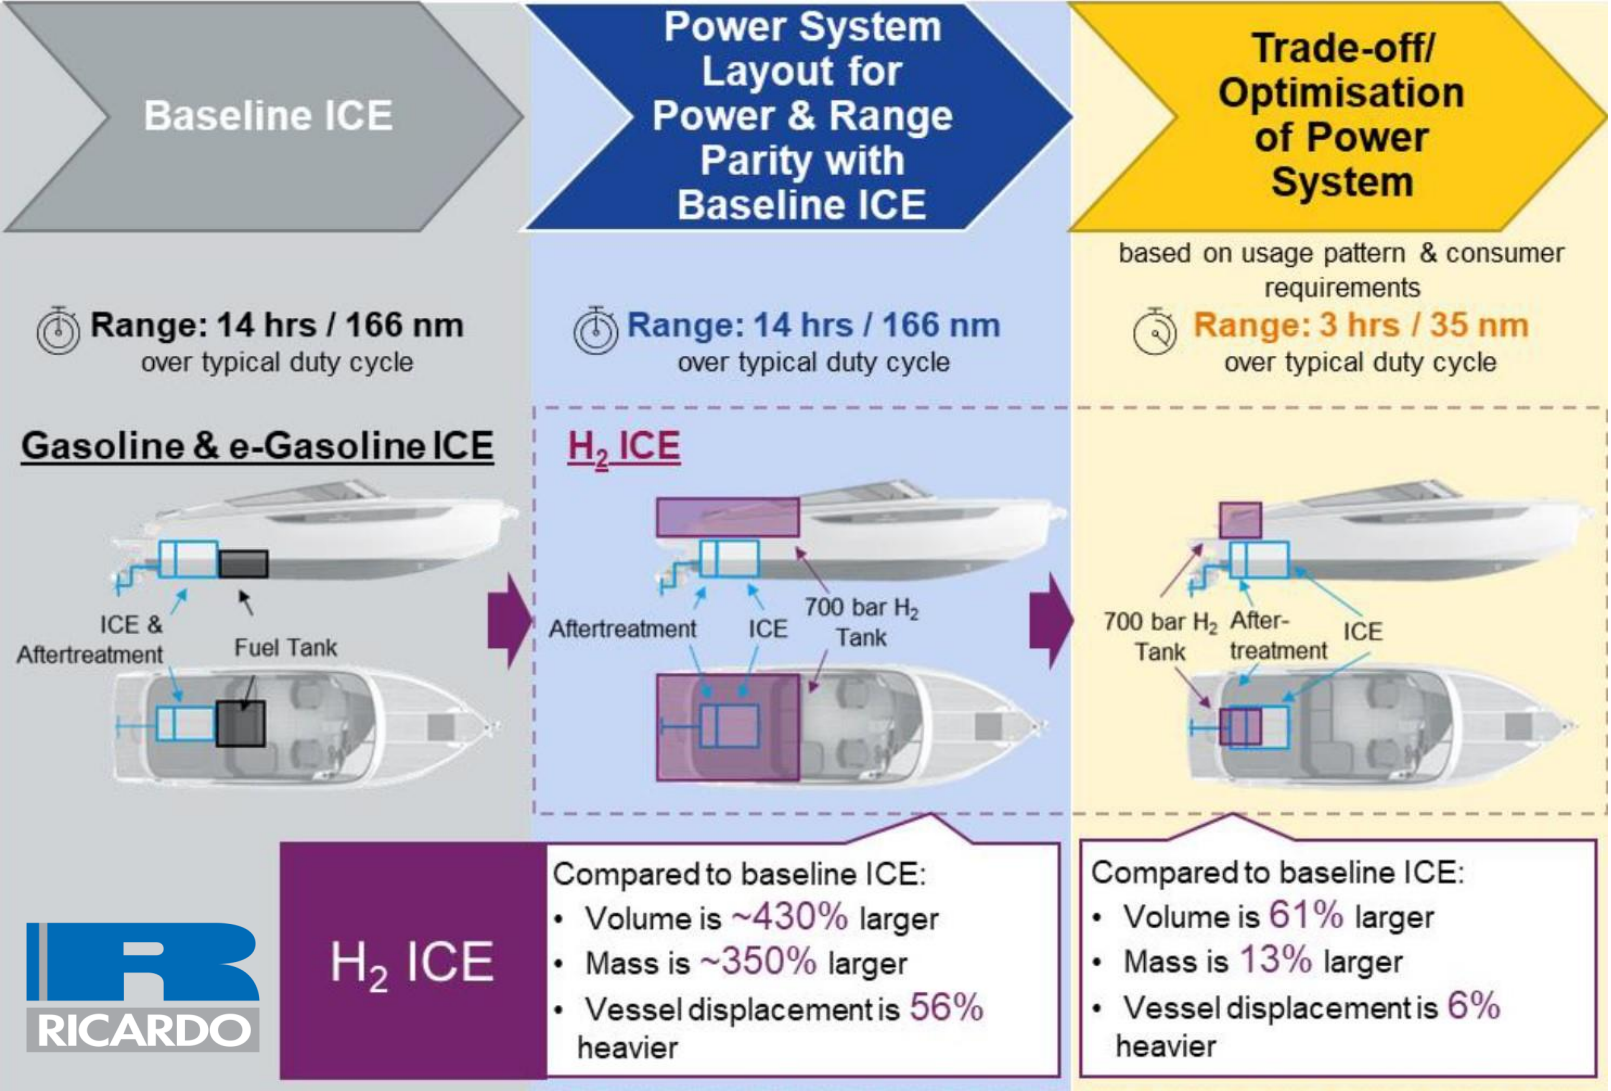 Baseline ICE
Power System
Layout for
Power & Range
Parity with
Baseline ICE
Trade-off/
Optimisation
of Power
System
based on usage pattern & consumer
requirements
Range: 14 hrs / 166 nm
over typical duty cycle
Range: 14 hrs / 166 nm
over typical duty cycle
Range: 3 hrs / 35 nm
over typical duty cycle
Gasoline & e-Gasoline ICE
H₂ ICE
ICE &
Aftertreatment
Fuel Tank
Aftertreatment
ICE
700 bar H₂
Tank
700 bar H₂
Tank
After-
treatment
ICE
H₂ ICE
Compared to baseline ICE:
• Volume is ~430% larger
• Mass is ~350% larger
• Vessel displacement is 56%
heavier
Compared to baseline ICE:
• Volume is 61% larger
• Mass is 13% larger
• Vessel displacement is 6%
heavier
R
RICARDO